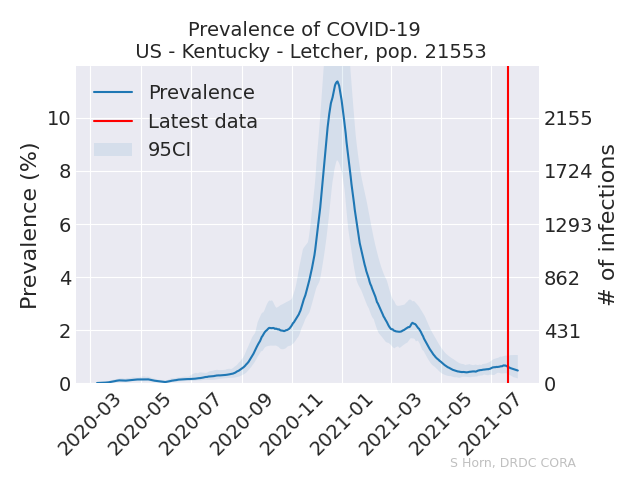 Prevalence of COVID-19
US - Kentucky - Letcher, pop. 21553
Prevalence
Latest data
95CI
Prevalence (%)
10
8
6
4
2
0
2155
1724
1293
862
431
0
# of infections
2020-03
2020-05
2020-07
2020-09
2020-11
2021-01
2021-03
2021-05
2021-07
S Horn, DRDC CORA